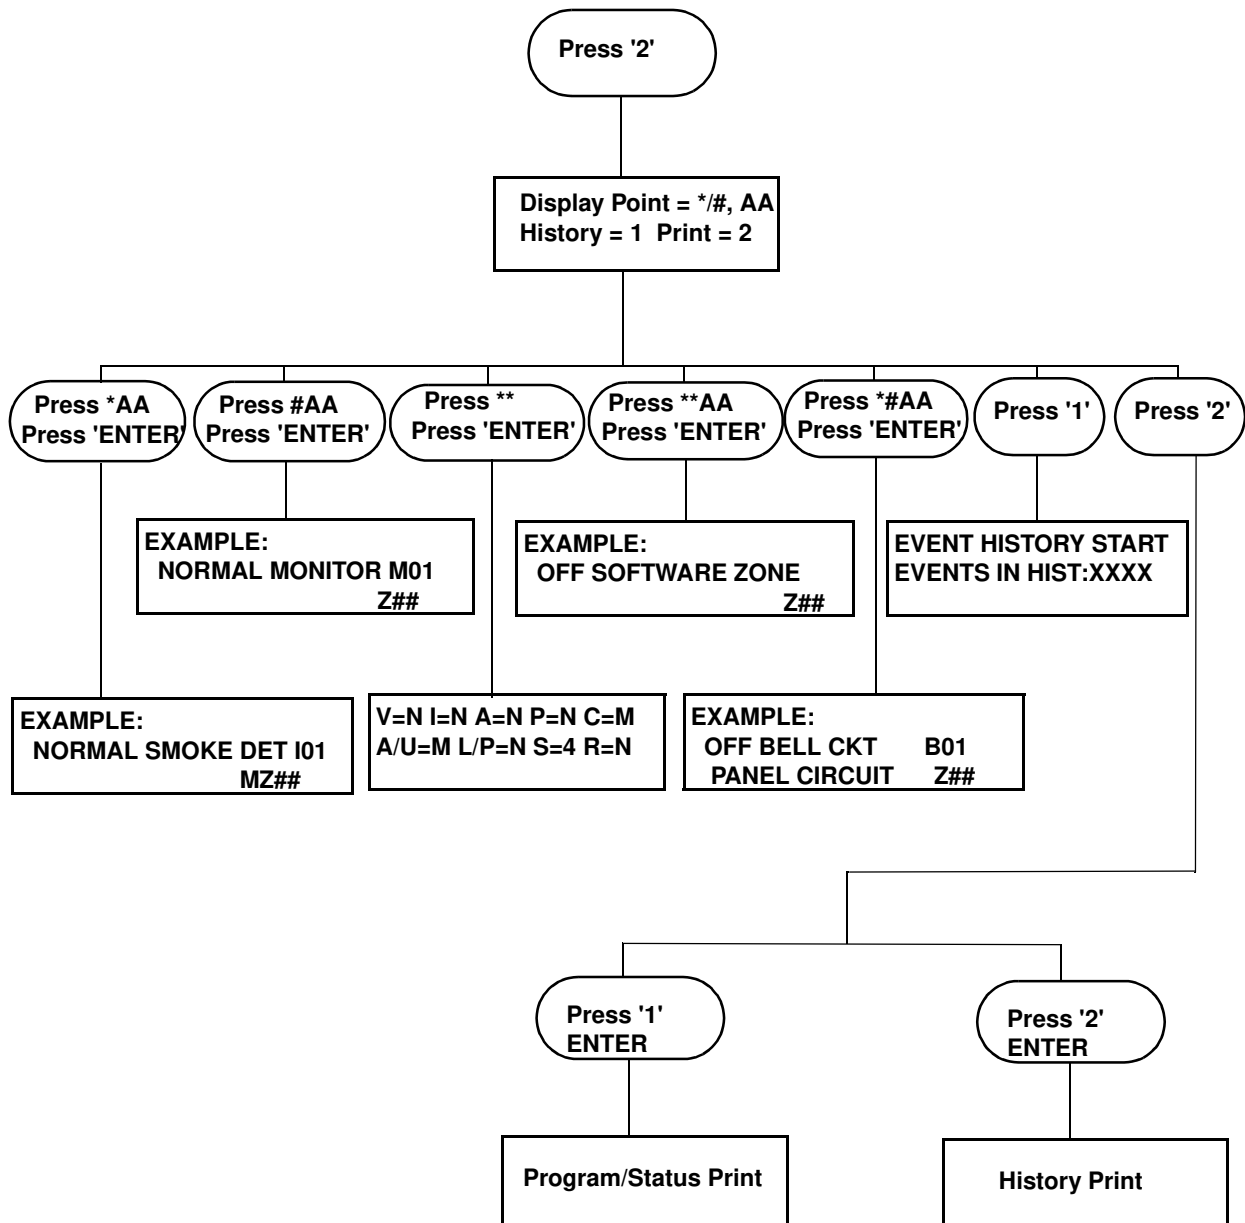 Press '2'
Display Point = */#, AA
History = 1  Print = 2
Press *AA
Press 'ENTER'
Press #AA
Press 'ENTER'
Press **
Press 'ENTER'
Press **AA
Press 'ENTER'
Press *#AA
Press 'ENTER'
Press '1'
Press '2'
EXAMPLE:
NORMAL MONITOR M01
Z##
EXAMPLE:
OFF SOFTWARE ZONE
Z##
EVENT HISTORY START
EVENTS IN HIST:XXXX
EXAMPLE:
NORMAL SMOKE DET I01
MZ##
V=N I=N A=N P=N C=M
A/U=M L/P=N S=4 R=N
EXAMPLE:
OFF BELL CKT B01
PANEL CIRCUIT Z##
Press '1'
ENTER
Press '2'
ENTER
Program/Status Print
History Print